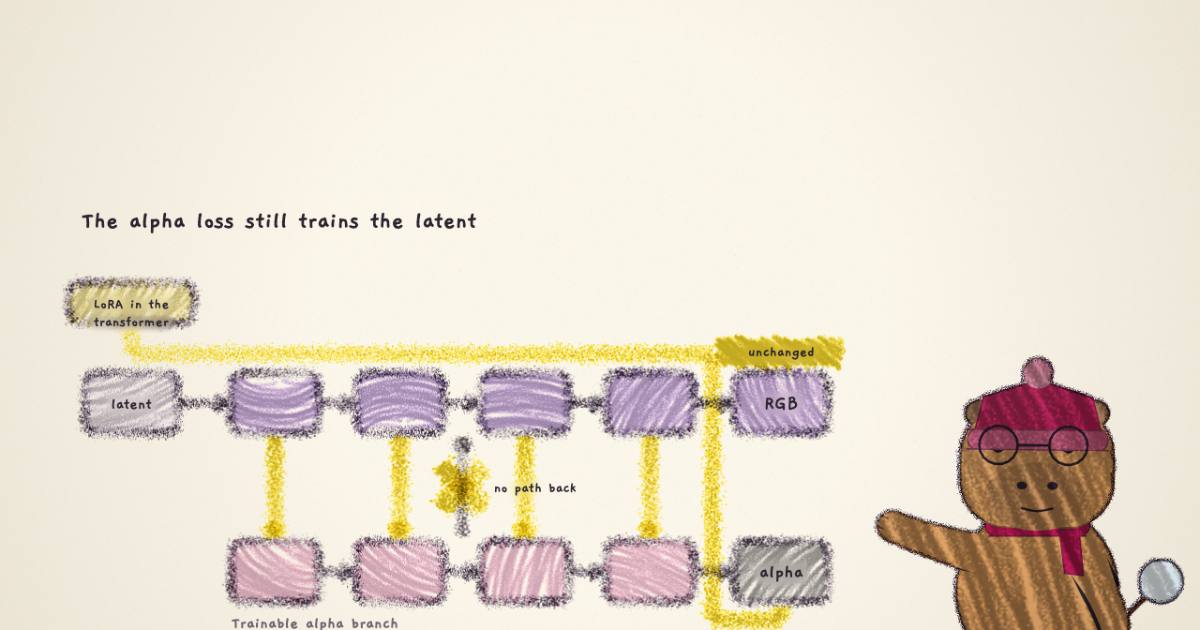 The alpha loss still trains the latent
LoRA in the
transformer
unchanged
latent
RGB
no path back
alpha
Trainable alpha branch